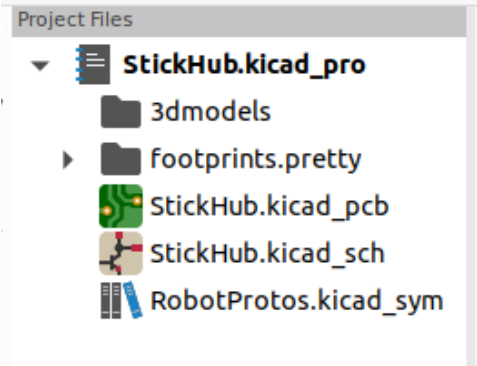 Project Files
StickHub.kicad_pro
3dmodels
footprints.pretty
StickHub.kicad_pcb
StickHub.kicad_sch
RobotProtos.kicad_sym